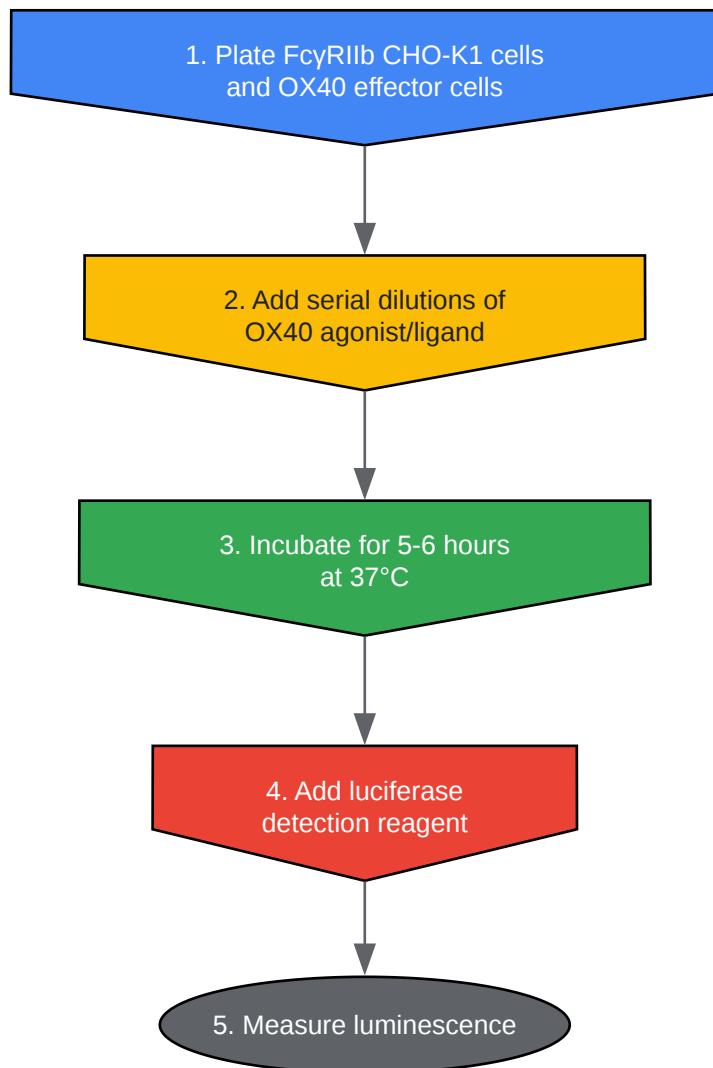 1. Plate FcγRIIb CHO-K1 cells
and OX40 effector cells
2. Add serial dilutions of
OX40 agonist/ligand
3. Incubate for 5-6 hours
at 37°C
4. Add luciferase
detection reagent
5. Measure luminescence